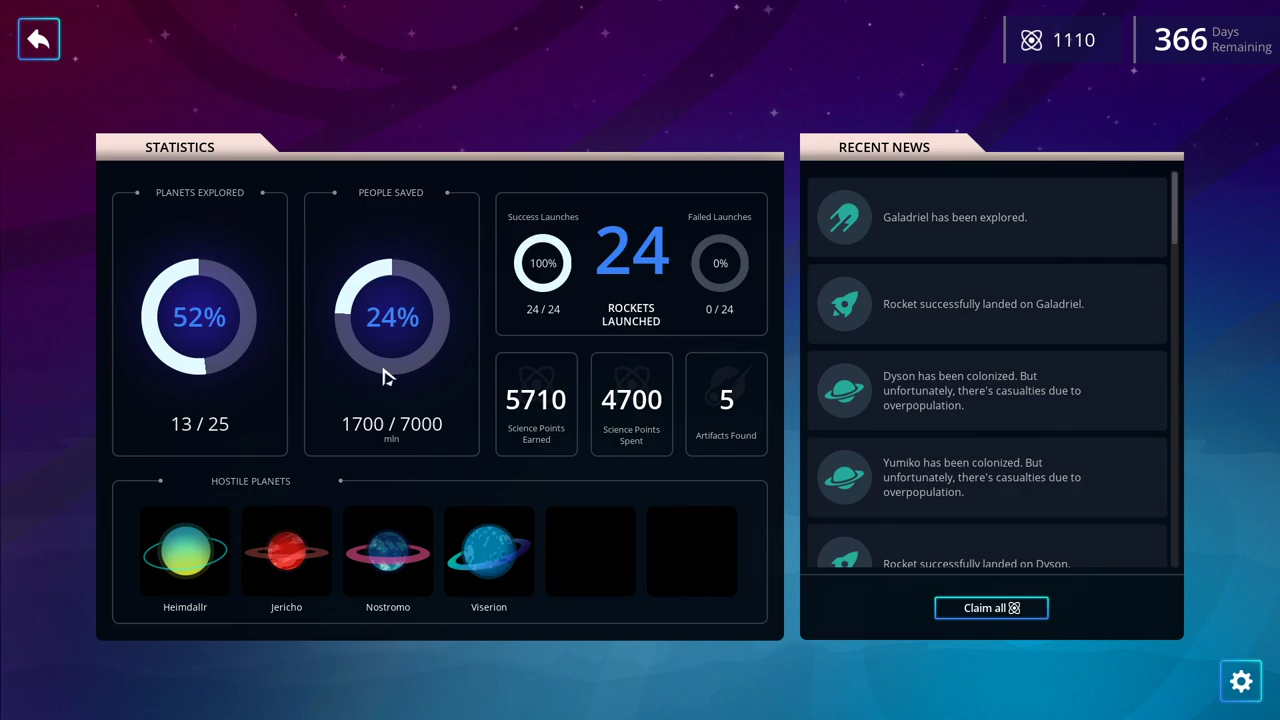 1110
366 Days
Remaining
STATISTICS
PLANETS EXPLORED
52%
13 / 25
PEOPLE SAVED
24%
1700 / 7000
mln
Success Launches
100%
24 / 24
24
ROCKETS
LAUNCHED
Failed Launches
0%
0 / 24
5710
Science Points
Earned
4700
Science Points
Spent
5
Artifacts Found
HOSTILE PLANETS
Heimdallr
Jericho
Nostromo
Viserion
RECENT NEWS
Galadriel has been explored.
Rocket successfully landed on Galadriel.
Dyson has been colonized. But
unfortunately, there's casualties due to
overpopulation.
Yumiko has been colonized. But
unfortunately, there's casualties due to
overpopulation.
Rocket successfully landed on Dyson.
Claim all